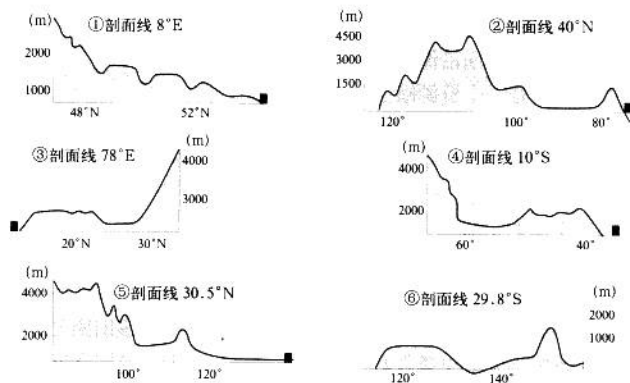 (m)
①剖面线 8°E
2000
1000
48°N 52°N
(m)
②剖面线 40°N
4500
3000
1500
120° 100° 80°
③剖面线 78°E
(m)
4000
3000
20°N 30°N
(m)
④剖面线 10°S
4000
2000
60° 40°
(m)
⑤剖面线 30.5°N
4000
2000
100° 120°
⑥剖面线 29.8°S
(m)
2000
1000
120° 140°